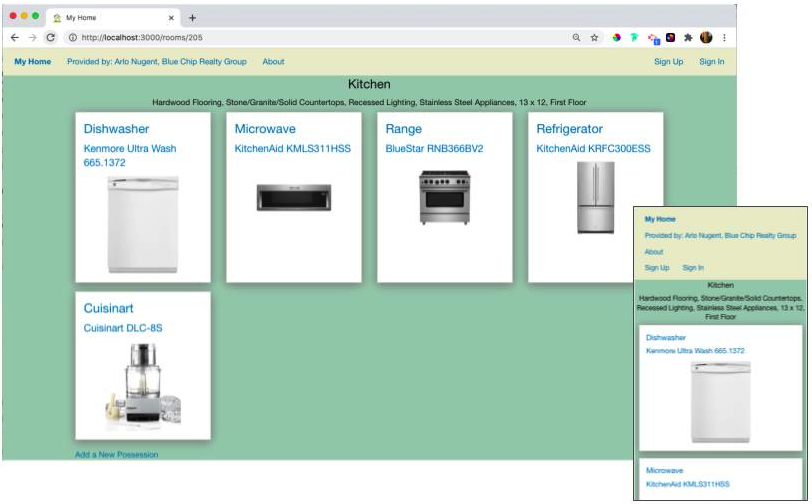 My Home
http://localhost:3000/rooms/205
My Home Provided by: Arlo Nugent, Blue Chip Realty Group About Sign Up Sign In
Kitchen
Hardwood Flooring, Stone/Granite/Solid Countertops, Recessed Lighting, Stainless Steel Appliances, 13 x 12, First Floor
Dishwasher
Kenmore Ultra Wash
665.1372
Microwave
KitchenAid KMLS311HSS
Range
BlueStar RNB366BV2
Refrigerator
KitchenAid KRFC300ESS
Cuisinart
Cuisinart DLC-8S
Add a New Possession
My Home
Provided by: Arlo Nugent, Blue Chip Realty Group
About
Sign Up Sign In
Kitchen
Hardwood Flooring, Stone/Granite/Solid Countertops,
Recessed Lighting, Stainless Steel Appliances, 13 x 12,
First Floor
Dishwasher
Kenmore Ultra Wash 665.1372
Microwave
KitchenAid KMLS311HSS